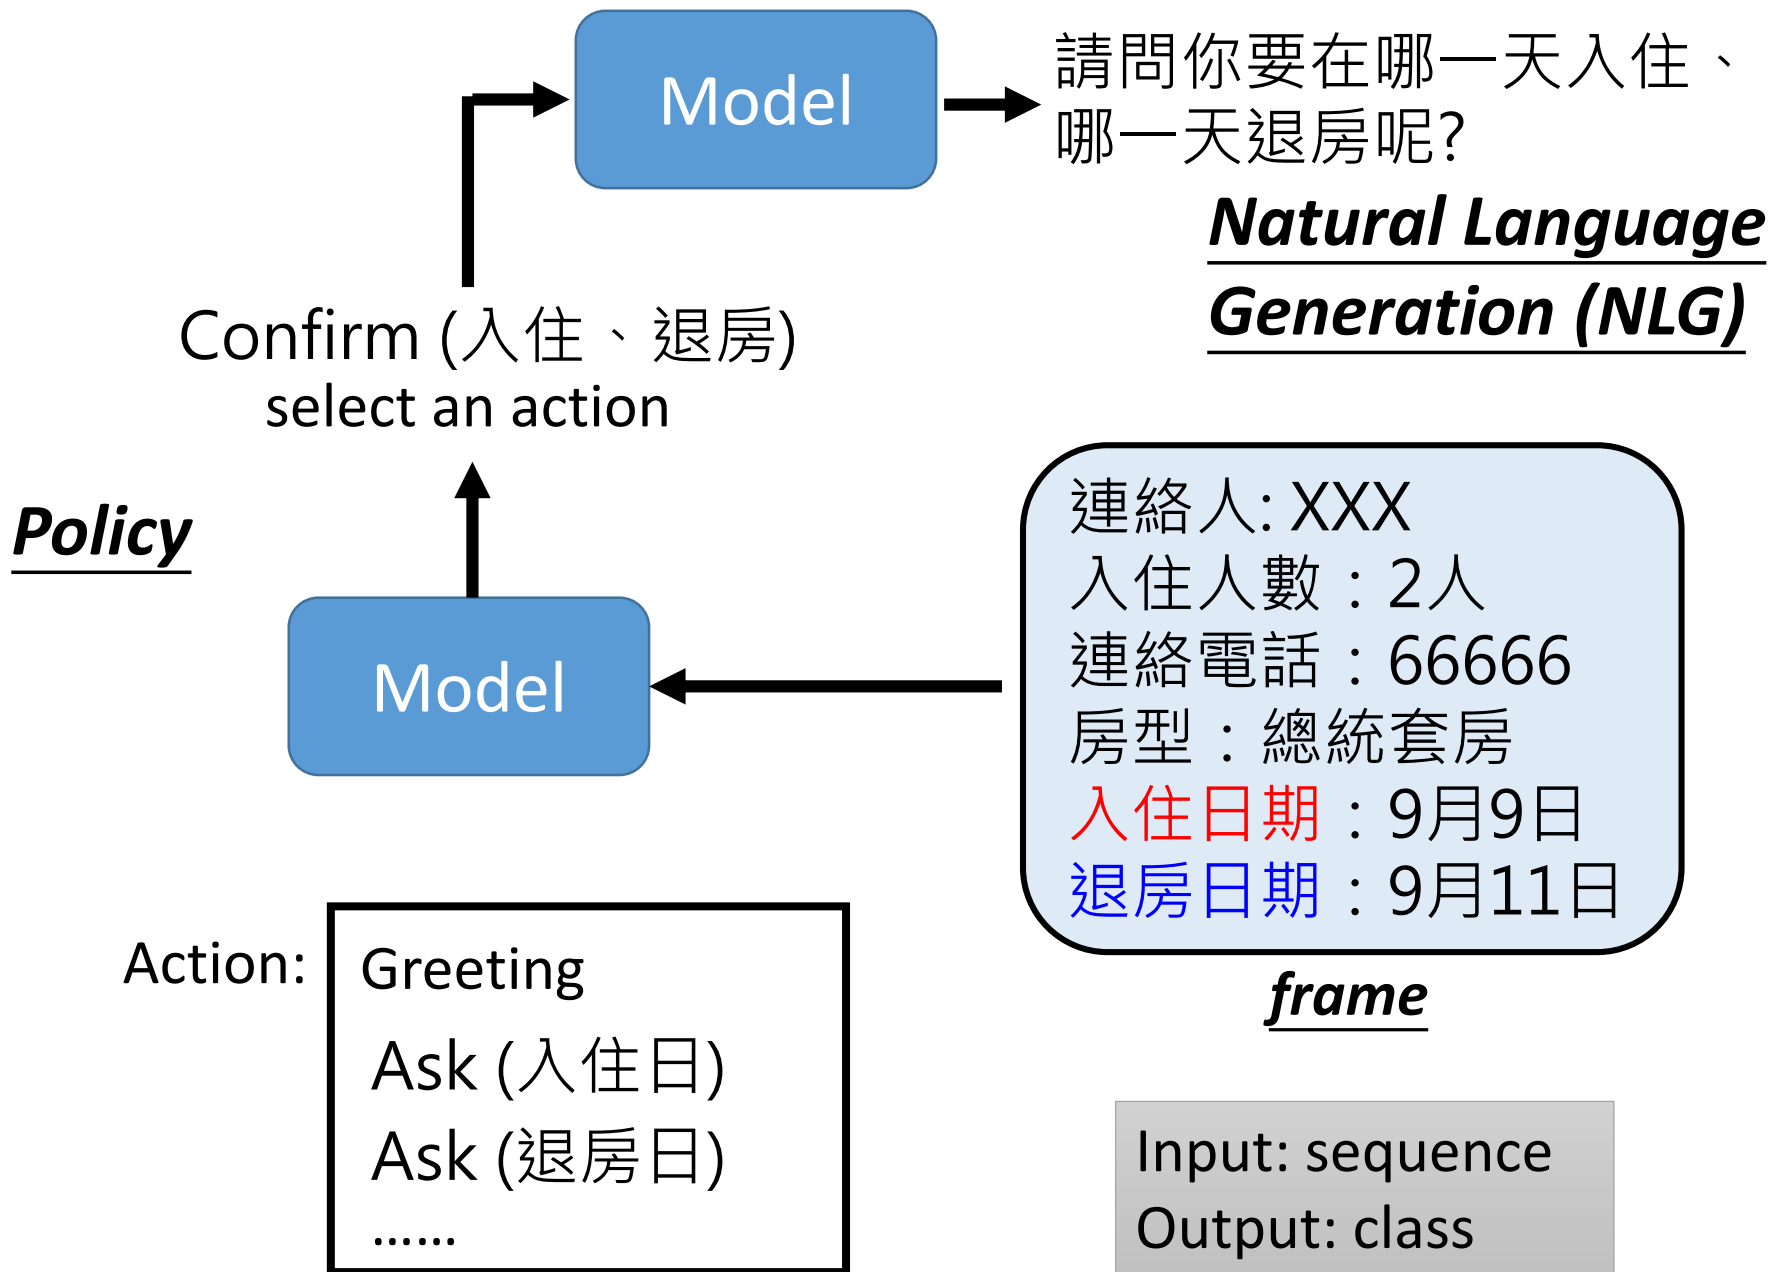 Model
請問你要在哪一天入住、
哪一天退房呢?
Natural Language
Generation (NLG)
Confirm (入住、退房)
select an action
Policy
Model
連絡人: XXX
入住人數：2人
連絡電話：66666
房型：總統套房
入住日期：9月9日
退房日期：9月11日
frame
Action:
Greeting
Ask (入住日)
Ask (退房日)
......
Input: sequence
Output: class